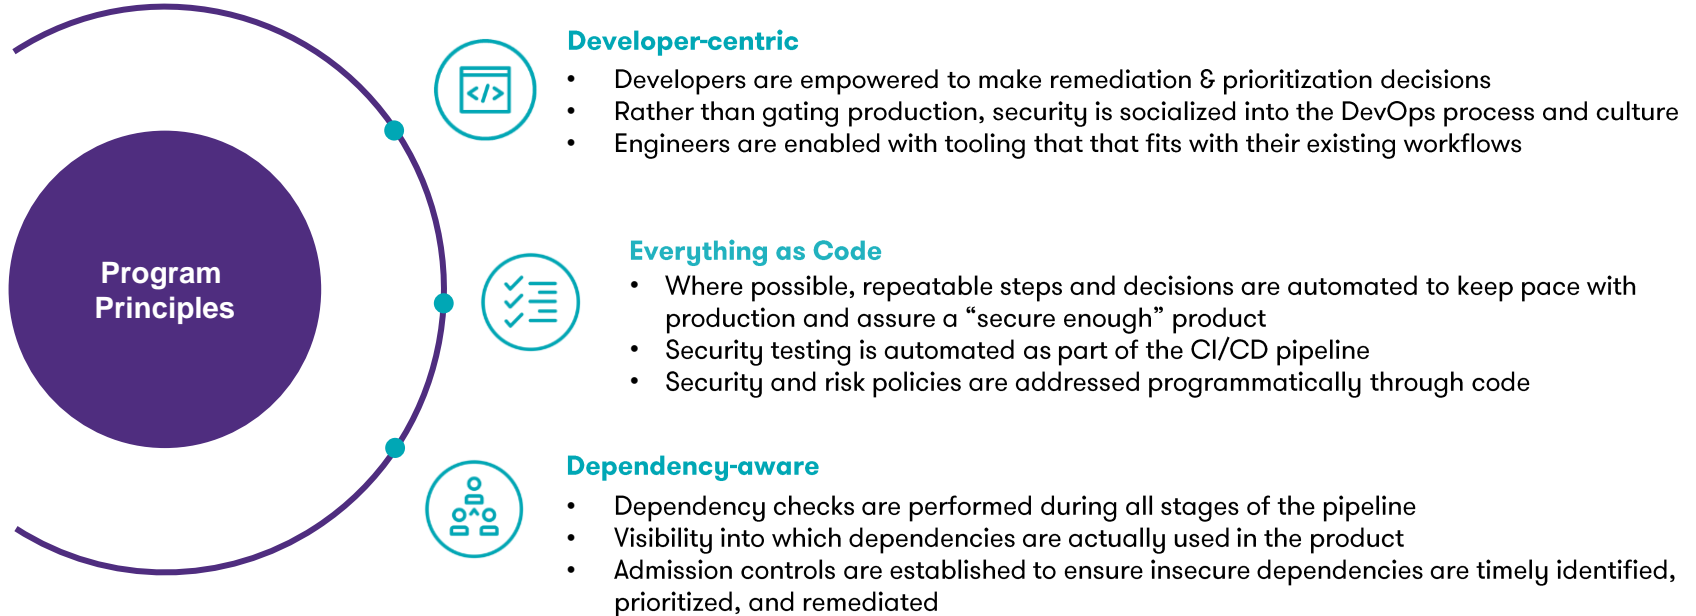 Program
Principles
Developer-centric
• Developers are empowered to make remediation & prioritization decisions
• Rather than gating production, security is socialized into the DevOps process and culture
• Engineers are enabled with tooling that that fits with their existing workflows
Everything as Code
• Where possible, repeatable steps and decisions are automated to keep pace with
production and assure a “secure enough” product
• Security testing is automated as part of the CI/CD pipeline
• Security and risk policies are addressed programmatically through code
Dependency-aware
• Dependency checks are performed during all stages of the pipeline
• Visibility into which dependencies are actually used in the product
• Admission controls are established to ensure insecure dependencies are timely identified,
prioritized, and remediated